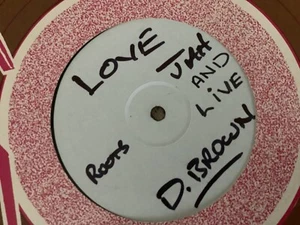 LOVE
JAH
AND
LiVE
ROOTS
D. BROWN